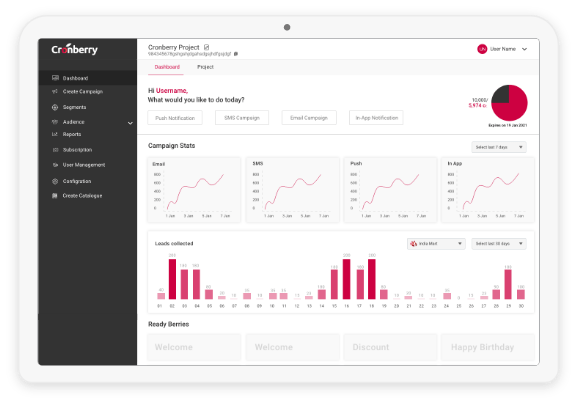 Cronberry
Dashboard
Create Campaign
Segments
Audience
Reports
Subscription
User Management
Configration
Create Catalogue
Cronberry Project
UN User Name
Dashboard Project
Hi Username,
What would you like to do today?
Push Notification SMS Campaign Email Campaign In-App Notification
10,000/
5,974
Expires on 14 Jan 2021
Campaign Stats
Select last 7 days
Email SMS Push In App
800 800 800 800
600 600 600 600
400 400 400 400
200 200 200 200
0 0 0 0
1 Jan 3 Jan 5 Jan 7 Jan 1 Jan 3 Jan 5 Jan 7 Jan 1 Jan 3 Jan 5 Jan 7 Jan 1 Jan 3 Jan 5 Jan 7 Jan
Leads collected
India Mart Select last 30 days
01 02 03 04 05 06 07 08 09 10 11 12 13 14 15 16 17 18 19 20 21 22 23 24 25 26 27 28 29 30
Ready Berries
Welcome Welcome Discount Happy Birthday